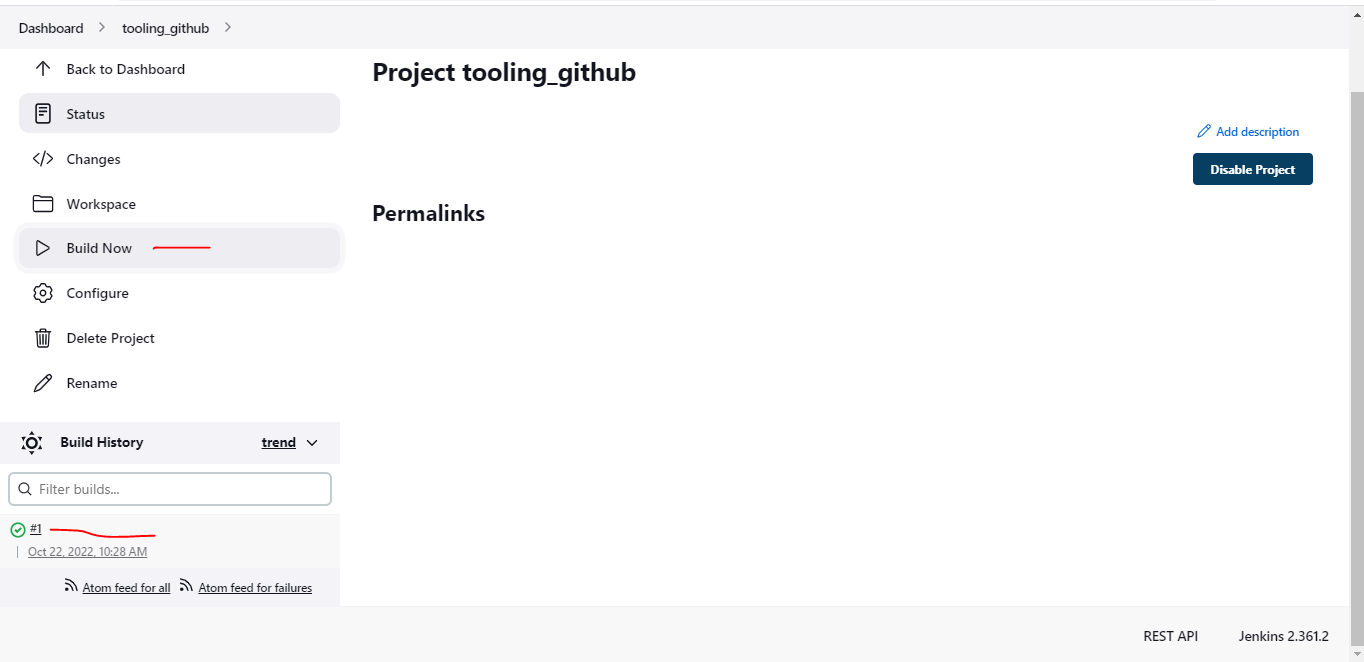 Dashboard > tooling_github >
Back to Dashboard
Status
Changes
Workspace
Build Now
Configure
Delete Project
Rename
Build History trend
Filter builds...
#1
Oct 22, 2022, 10:28 AM
Atom feed for all Atom feed for failures
Project tooling_github
Add description
Disable Project
Permalinks
REST API Jenkins 2.361.2